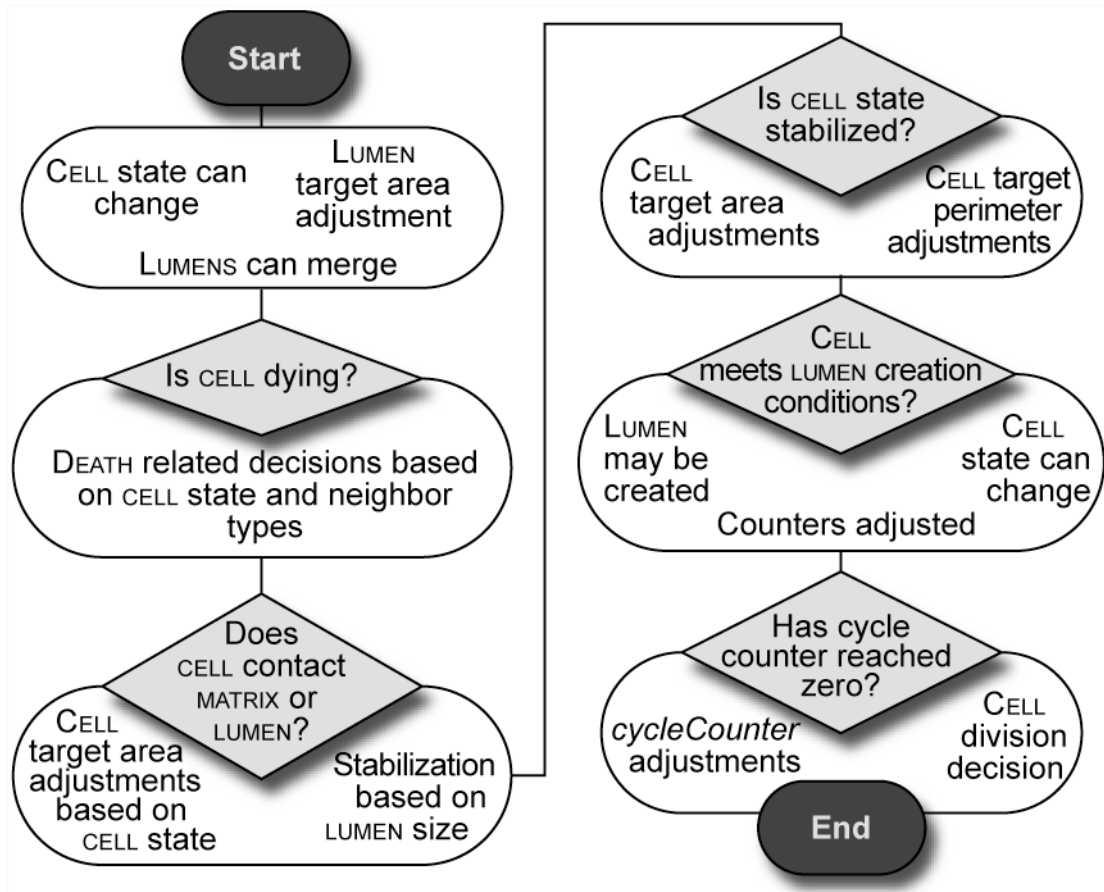 Start
CELL state can
change
LUMEN
target area
adjustment
LUMENS can merge
Is CELL dying?
DEATH related decisions based
on CELL state and neighbor
types
Does
CELL contact
MATRIX or
LUMEN?
CELL
target area
adjustments
based on
CELL state
Stabilization
based on
LUMEN size
Is CELL state
stabilized?
CELL
target area
adjustments
CELL target
perimeter
adjustments
CELL
meets LUMEN creation
conditions?
LUMEN
may be
created
CELL
state can
change
Counters adjusted
Has cycle
counter reached
zero?
cycleCounter
adjustments
CELL
division
decision
End